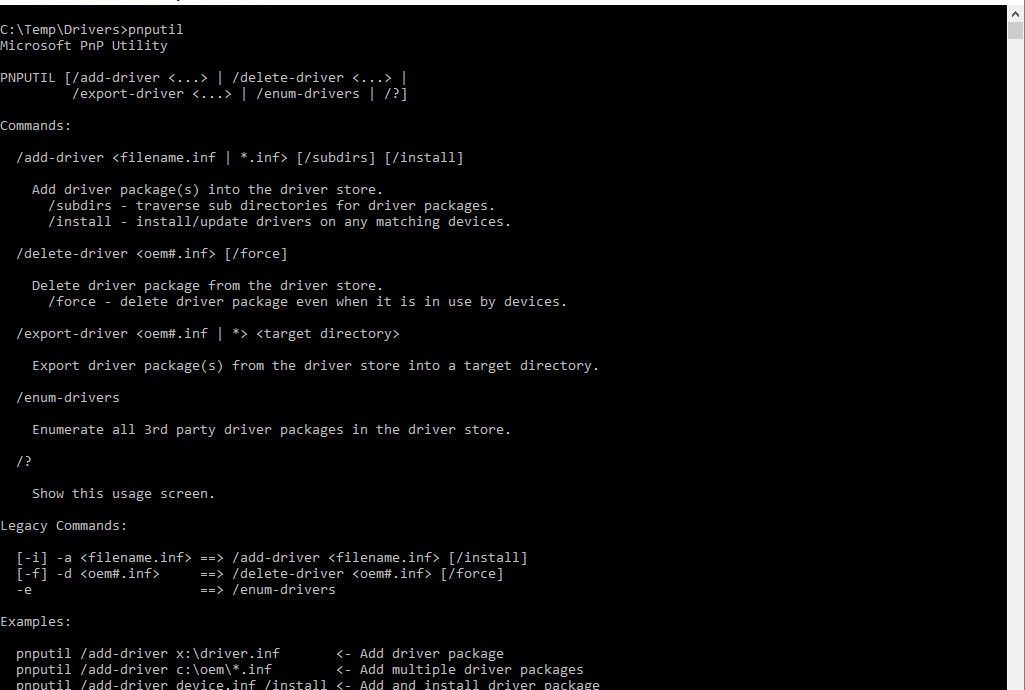 C:\Temp\Drivers>pnputil
Microsoft PnP Utility
PNPUTIL [/add-driver <...> | /delete-driver <...> |
/export-driver <...> | /enum-drivers | /?]
Commands:
/add-driver <filename.inf | *.inf> [/subdirs] [/install]
Add driver package(s) into the driver store.
/subdirs - traverse sub directories for driver packages.
/install - install/update drivers on any matching devices.
/delete-driver <oem#.inf> [/force]
Delete driver package from the driver store.
/force - delete driver package even when it is in use by devices.
/export-driver <oem#.inf | *> <target directory>
Export driver package(s) from the driver store into a target directory.
/enum-drivers
Enumerate all 3rd party driver packages in the driver store.
/?
Show this usage screen.
Legacy Commands:
[-i] -a <filename.inf> ==> /add-driver <filename.inf> [/install]
[-f] -d <oem#.inf> ==> /delete-driver <oem#.inf> [/force]
-e ==> /enum-drivers
Examples:
pnputil /add-driver x:\driver.inf <- Add driver package
pnputil /add-driver c:\oem\*.inf <- Add multiple driver packages
pnputil /add-driver device.inf /install <- Add and install driver package